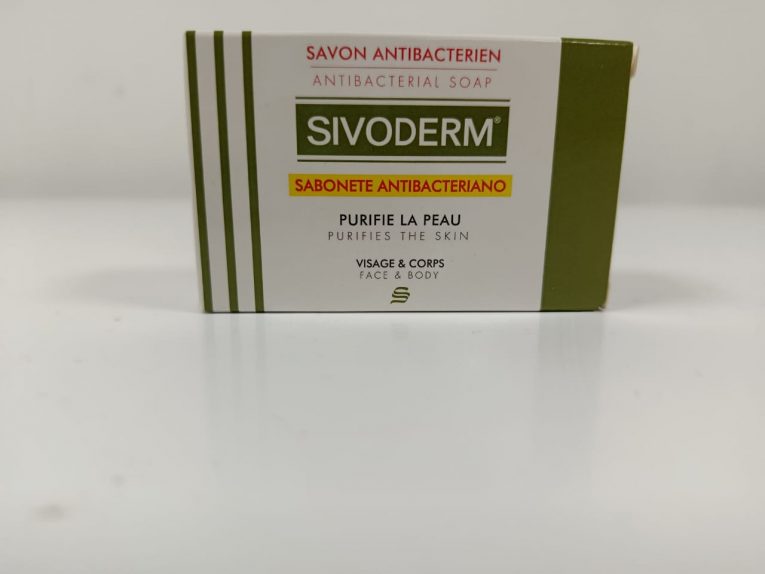 SAVON ANTIBACTERIEN
ANTIBACTERIAL SOAP
SIVODERM®
SABONETE ANTIBACTERIANO
PURIFIE LA PEAU
PURIFIES THE SKIN
VISAGE & CORPS
FACE & BODY
S